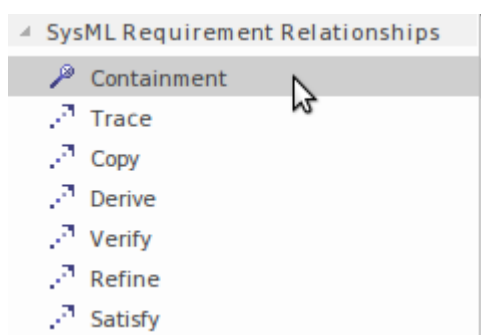 SysML Requirement Relationships
Containment
Trace
Copy
Derive
Verify
Refine
Satisfy